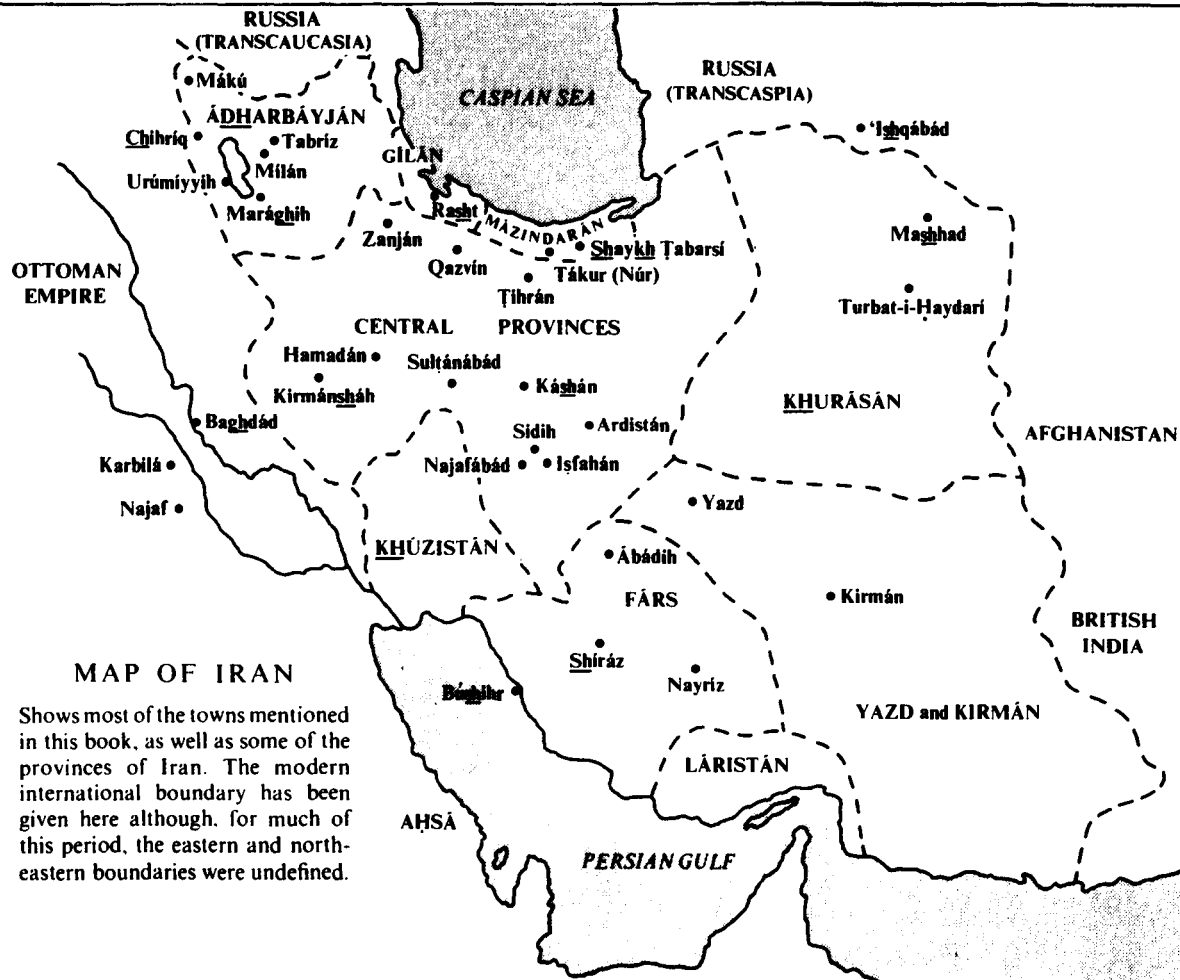 RUSSIA
(TRANSCAUCASIA)
Mákú
CASPIAN SEA
RUSSIA
(TRANSCASPIA)
ÁDHARBÁYJÁN
‘Ishqábád
Chihríq
Tabríz
Mílán
GÍLÁN
Urúmíyyih
Marághih
Rasht
MÁZINDARÁN
Mashhad
Zanján
Shaykh Ṭabarsí
Qazvín
Tákur (Núr)
OTTOMAN
EMPIRE
Ṭihrán
Turbat-i-Ḥaydarí
CENTRAL PROVINCES
Hamadán
Sulṭánábád
Kirmánsháh
Káshán
KHURÁSÁN
Baghdád
Ardistán
AFGHANISTAN
Sidih
Karbilá
Najafábád
Iṣfahán
Najaf
Yazd
KHÚZISTÁN
Ábádih
FÁRS
Kirmán
BRITISH
INDIA
Shíráz
Nayríz
MAP OF IRAN
Búshihr
Shows most of the towns mentioned
in this book, as well as some of the
provinces of Iran. The modern
international boundary has been
given here although, for much of
this period, the eastern and north-
eastern boundaries were undefined.
YAZD and KIRMÁN
LÁRISTÁN
AḤSÁ
PERSIAN GULF